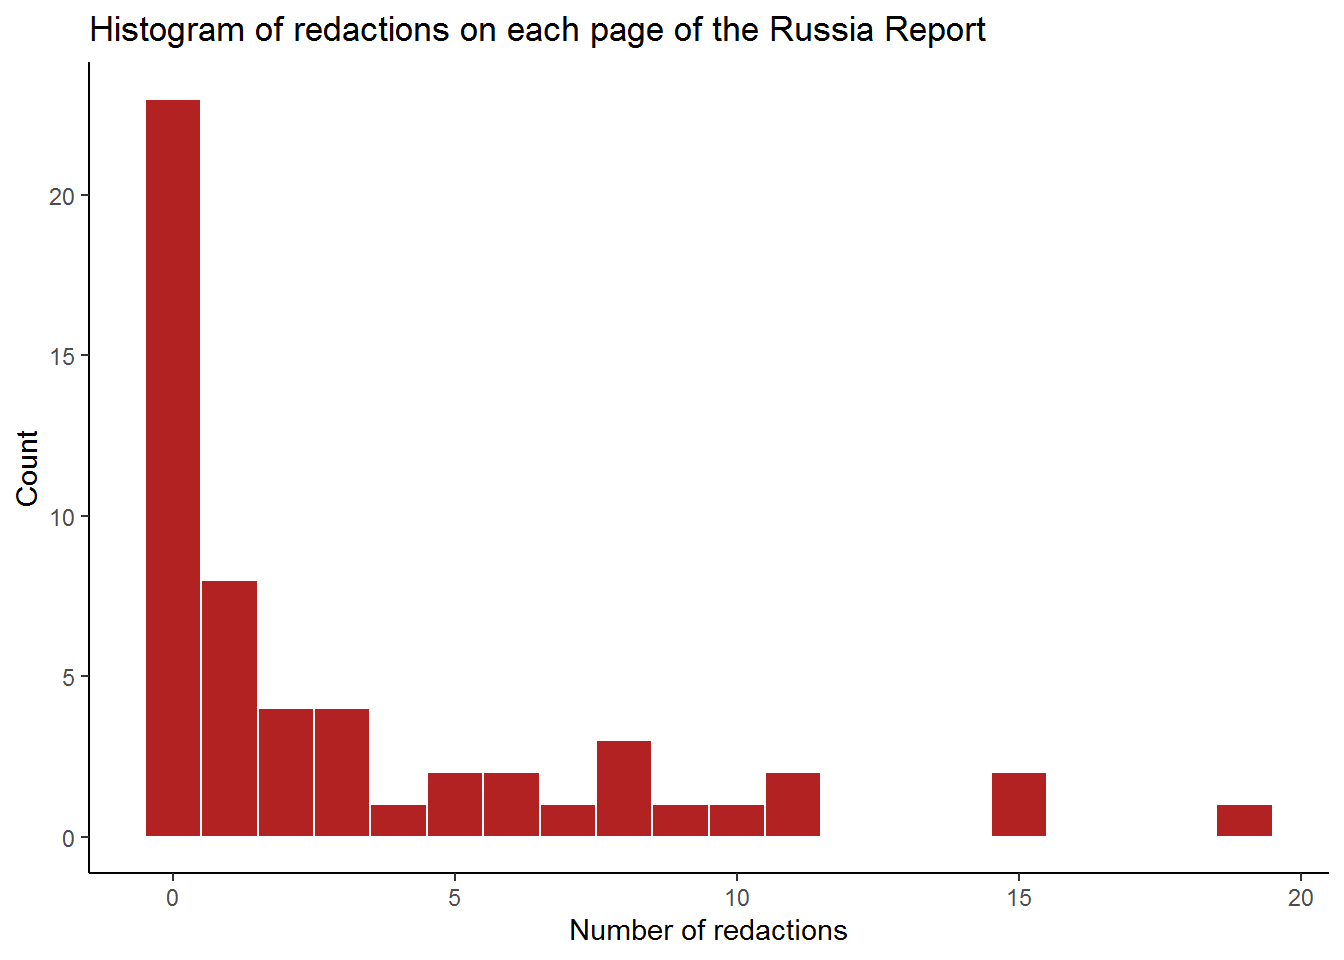 Histogram of redactions on each page of the Russia Report
20
15
10
5
0
Count
0 5 10 15 20
Number of redactions